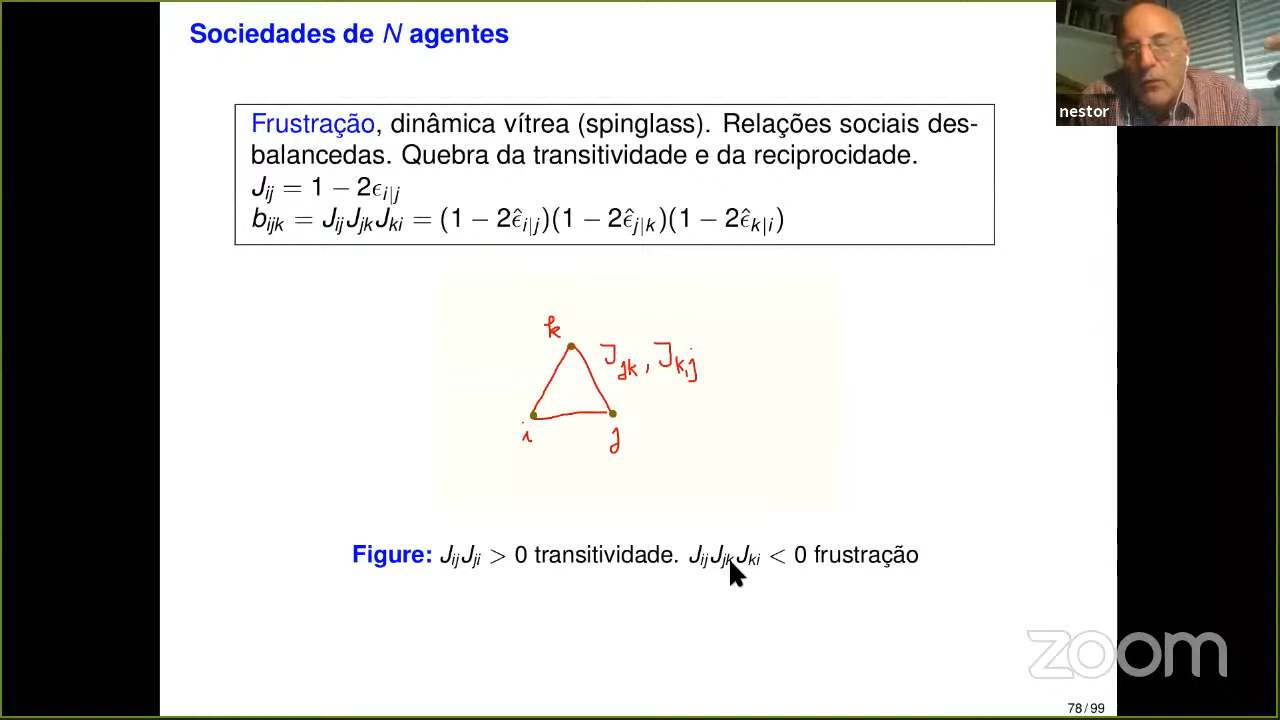 Sociedades de N agentes
nestor
Frustração, dinâmica vítrea (spinglass). Relações sociais des-
balancedas. Quebra da transitividade e da reciprocidade.
J_ij = 1 − 2ϵ_i|j
b_ijk = J_ij J_jk J_ki = (1 − 2ϵ̂_i|j)(1 − 2ϵ̂_j|k)(1 − 2ϵ̂_k|i)
k
J_jk, J_k,j
i
j
Figure: J_ij J_ji > 0 transitividade. J_ij J_jk J_ki < 0 frustração
zoom
78 / 99